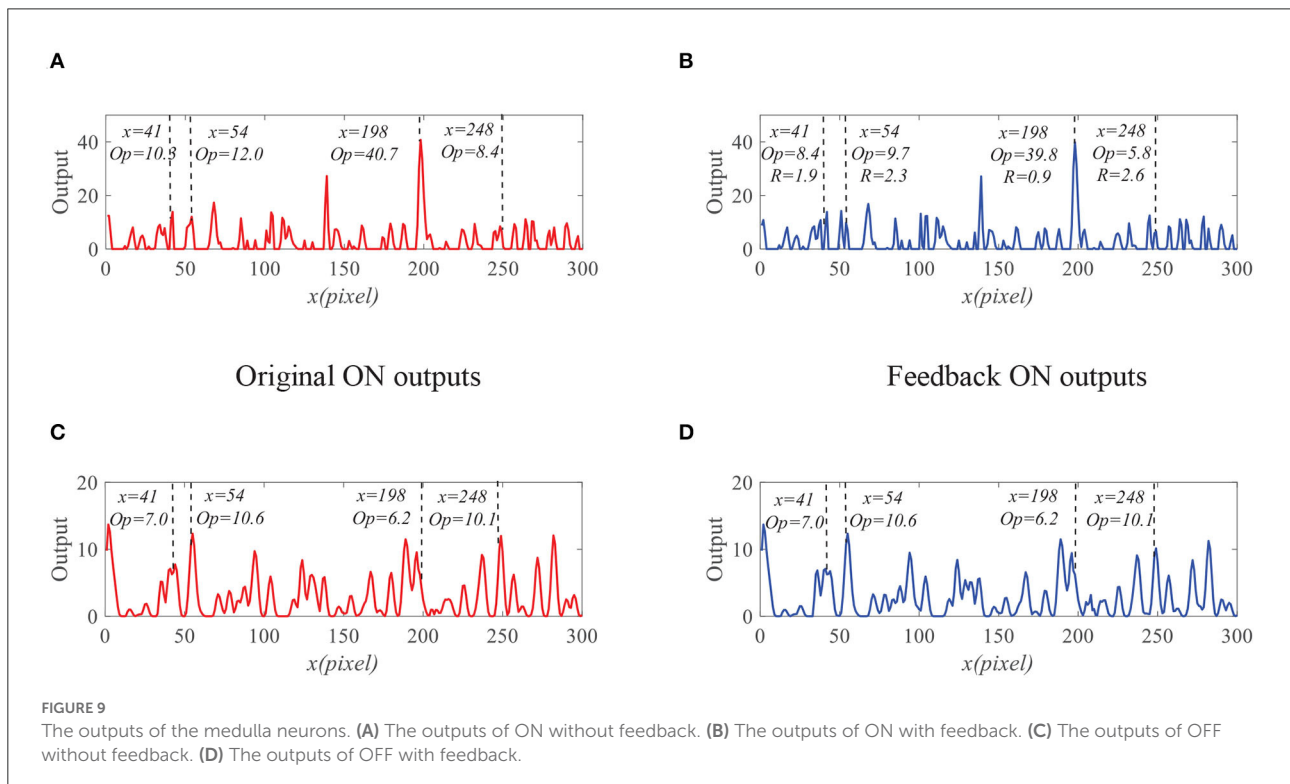 A
x=41
Op=10.3
x=54
Op=12.0
x=198
Op=40.7
x=248
Op=8.4
Output
40
20
0
0 50 100 150 200 250 300
x(pixel)
B
x=41
Op=8.4
R=1.9
x=54
Op=9.7
R=2.3
x=198
Op=39.8
R=0.9
x=248
Op=5.8
R=2.6
Output
40
20
0
0 50 100 150 200 250 300
x(pixel)
Original ON outputs
Feedback ON outputs
C
x=41
Op=7.0
x=54
Op=10.6
x=198
Op=6.2
x=248
Op=10.1
Output
20
10
0
0 50 100 150 200 250 300
x(pixel)
D
x=41
Op=7.0
x=54
Op=10.6
x=198
Op=6.2
x=248
Op=10.1
Output
20
10
0
0 50 100 150 200 250 300
x(pixel)
FIGURE 9
The outputs of the medulla neurons. (A) The outputs of ON without feedback. (B) The outputs of ON with feedback. (C) The outputs of OFF
without feedback. (D) The outputs of OFF with feedback.